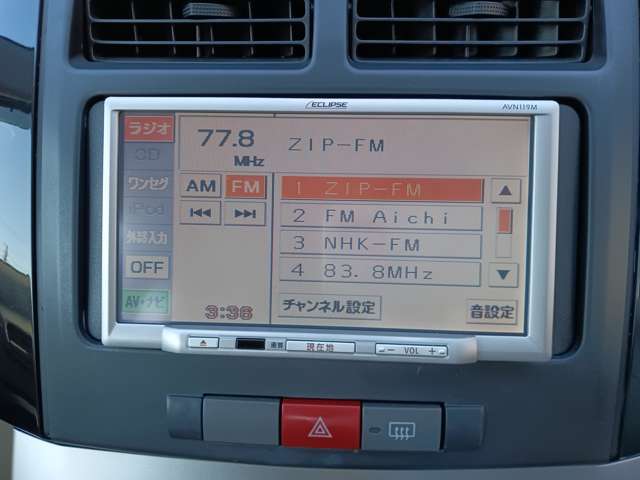 ECLIPSE
AVN119M
ラジオ
CD
ワンセグ
iPod
外部入力
OFF
AV・ナビ
77.8
MHz
ZIP-FM
AM FM
1 ZIP-FM
2 FM Aichi
3 NHK-FM
4 83.8MHz
3:36
チャンネル設定
音設定
現在地
− VOL +